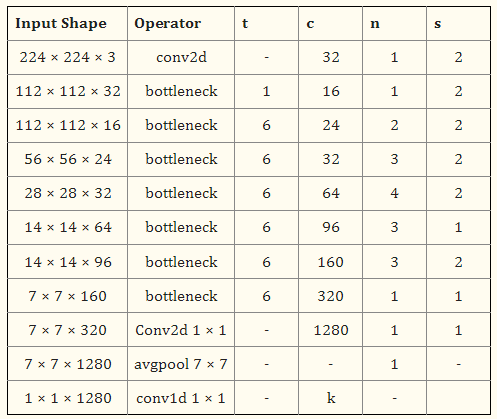 Input Shape Operator t c n s
224 × 224 × 3 conv2d - 32 1 2
112 × 112 × 32 bottleneck 1 16 1 2
112 × 112 × 16 bottleneck 6 24 2 2
56 × 56 × 24 bottleneck 6 32 3 2
28 × 28 × 32 bottleneck 6 64 4 2
14 × 14 × 64 bottleneck 6 96 3 1
14 × 14 × 96 bottleneck 6 160 3 2
7 × 7 × 160 bottleneck 6 320 1 1
7 × 7 × 320 Conv2d 1 × 1 - 1280 1 1
7 × 7 × 1280 avgpool 7 × 7 - - 1 -
1 × 1 × 1280 conv1d 1 × 1 - k -